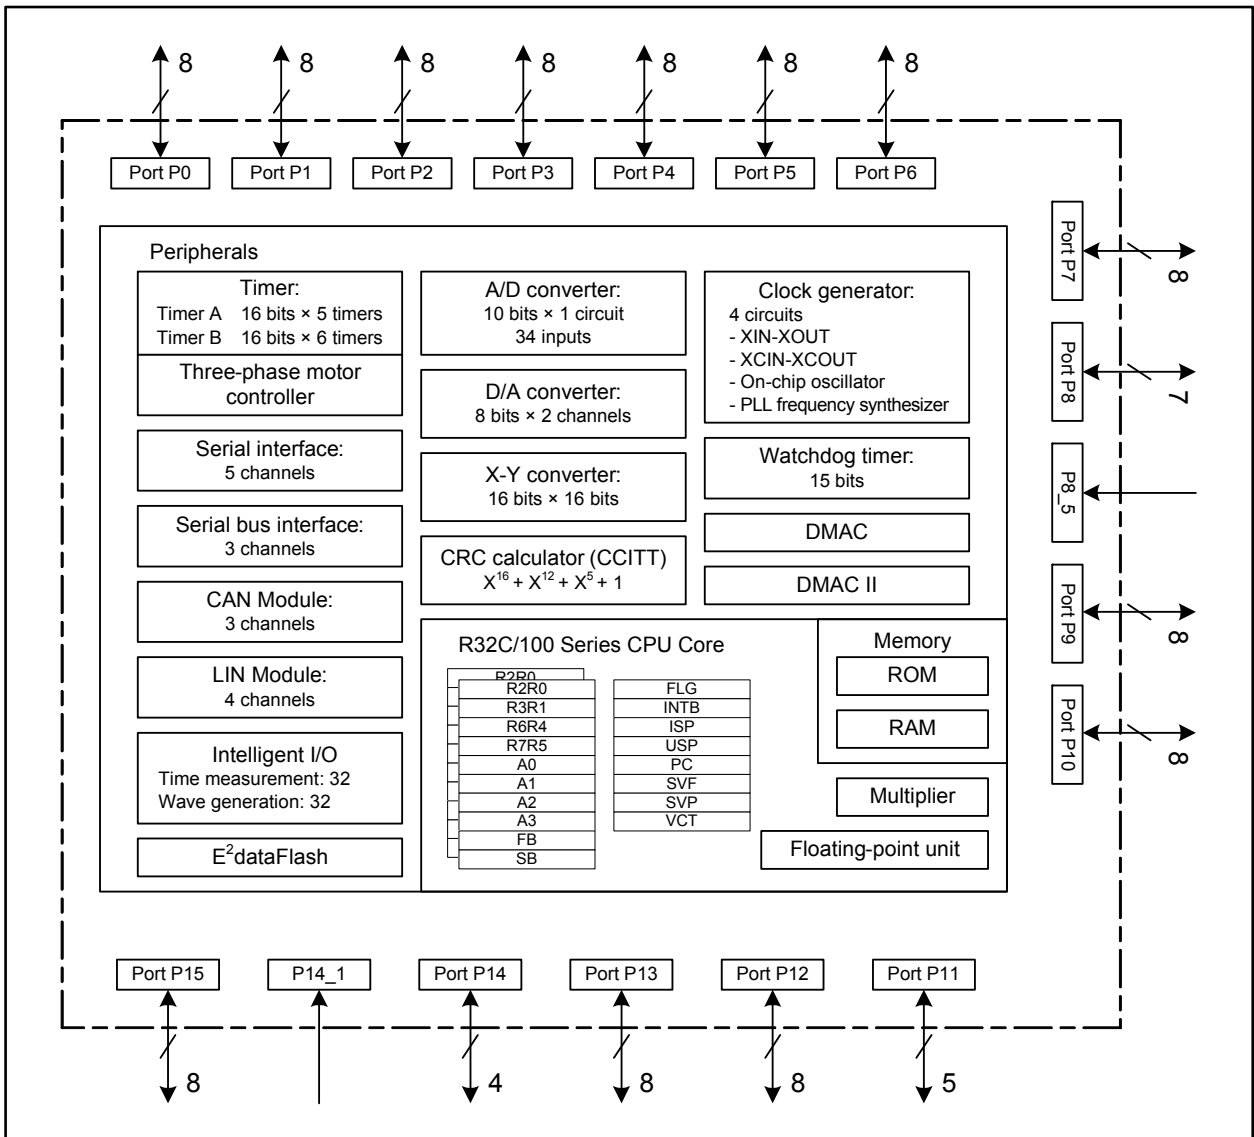 8 8 8 8 8 8 8
Port P0 Port P1 Port P2 Port P3 Port P4 Port P5 Port P6
Peripherals
Timer:
Timer A 16 bits × 5 timers
Timer B 16 bits × 6 timers
Three-phase motor
controller
Serial interface:
5 channels
Serial bus interface:
3 channels
CAN Module:
3 channels
LIN Module:
4 channels
Intelligent I/O
Time measurement: 32
Wave generation: 32
E²dataFlash
A/D converter:
10 bits × 1 circuit
34 inputs
D/A converter:
8 bits × 2 channels
X-Y converter:
16 bits × 16 bits
CRC calculator (CCITT)
X¹⁶ + X¹² + X⁵ + 1
Clock generator:
4 circuits
- XIN-XOUT
- XCIN-XCOUT
- On-chip oscillator
- PLL frequency synthesizer
Watchdog timer:
15 bits
DMAC
DMAC II
R32C/100 Series CPU Core
R2R0
R2R0
R3R1
R6R4
R7R5
A0
A1
A2
A3
FB
SB
FLG
INTB
ISP
USP
PC
SVF
SVP
VCT
Memory
ROM
RAM
Multiplier
Floating-point unit
Port P7
8
Port P8
7
P8_5
Port P9
8
Port P10
8
Port P15 P14_1 Port P14 Port P13 Port P12 Port P11
8 4 8 8 5